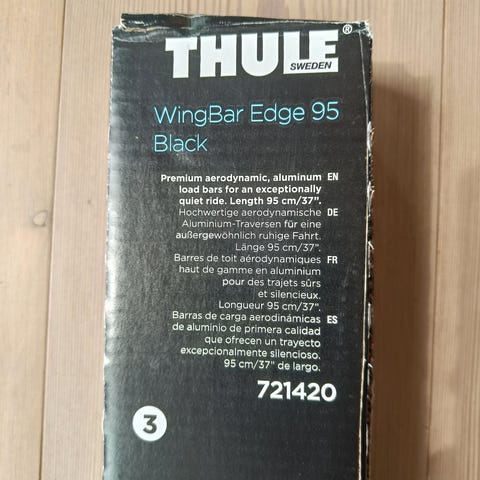 THULE®
SWEDEN
WingBar Edge 95
Black
Premium aerodynamic, aluminum EN
load bars for an exceptionally
quiet ride. Length 95 cm/37”.
Hochwertige aerodynamische DE
Aluminium-Traversen für eine
außergewöhnlich ruhige Fahrt.
Länge 95 cm/37”.
Barres de toit aérodynamiques FR
haut de gamme en aluminium
pour des trajets sûrs
et silencieux.
Longueur 95 cm/37”.
Barras de carga aerodinámicas ES
de aluminio de primera calidad
que ofrecen un trayecto
excepcionalmente silencioso.
95 cm/37” de largo.
721420
3